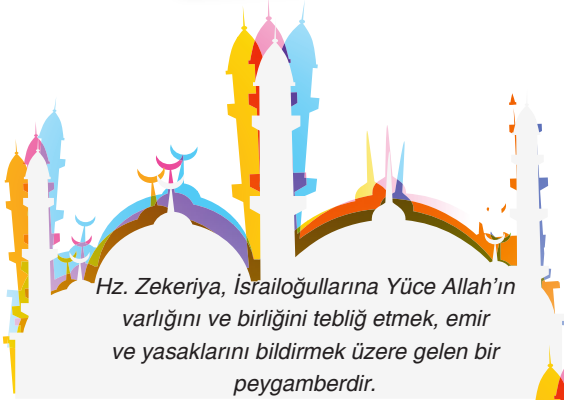 Hz. Zekeriya, İsrailoğullarına Yüce Allah’ın
varlığını ve birliğini tebliğ etmek, emir
ve yasaklarını bildirmek üzere gelen bir
peygamberdir.